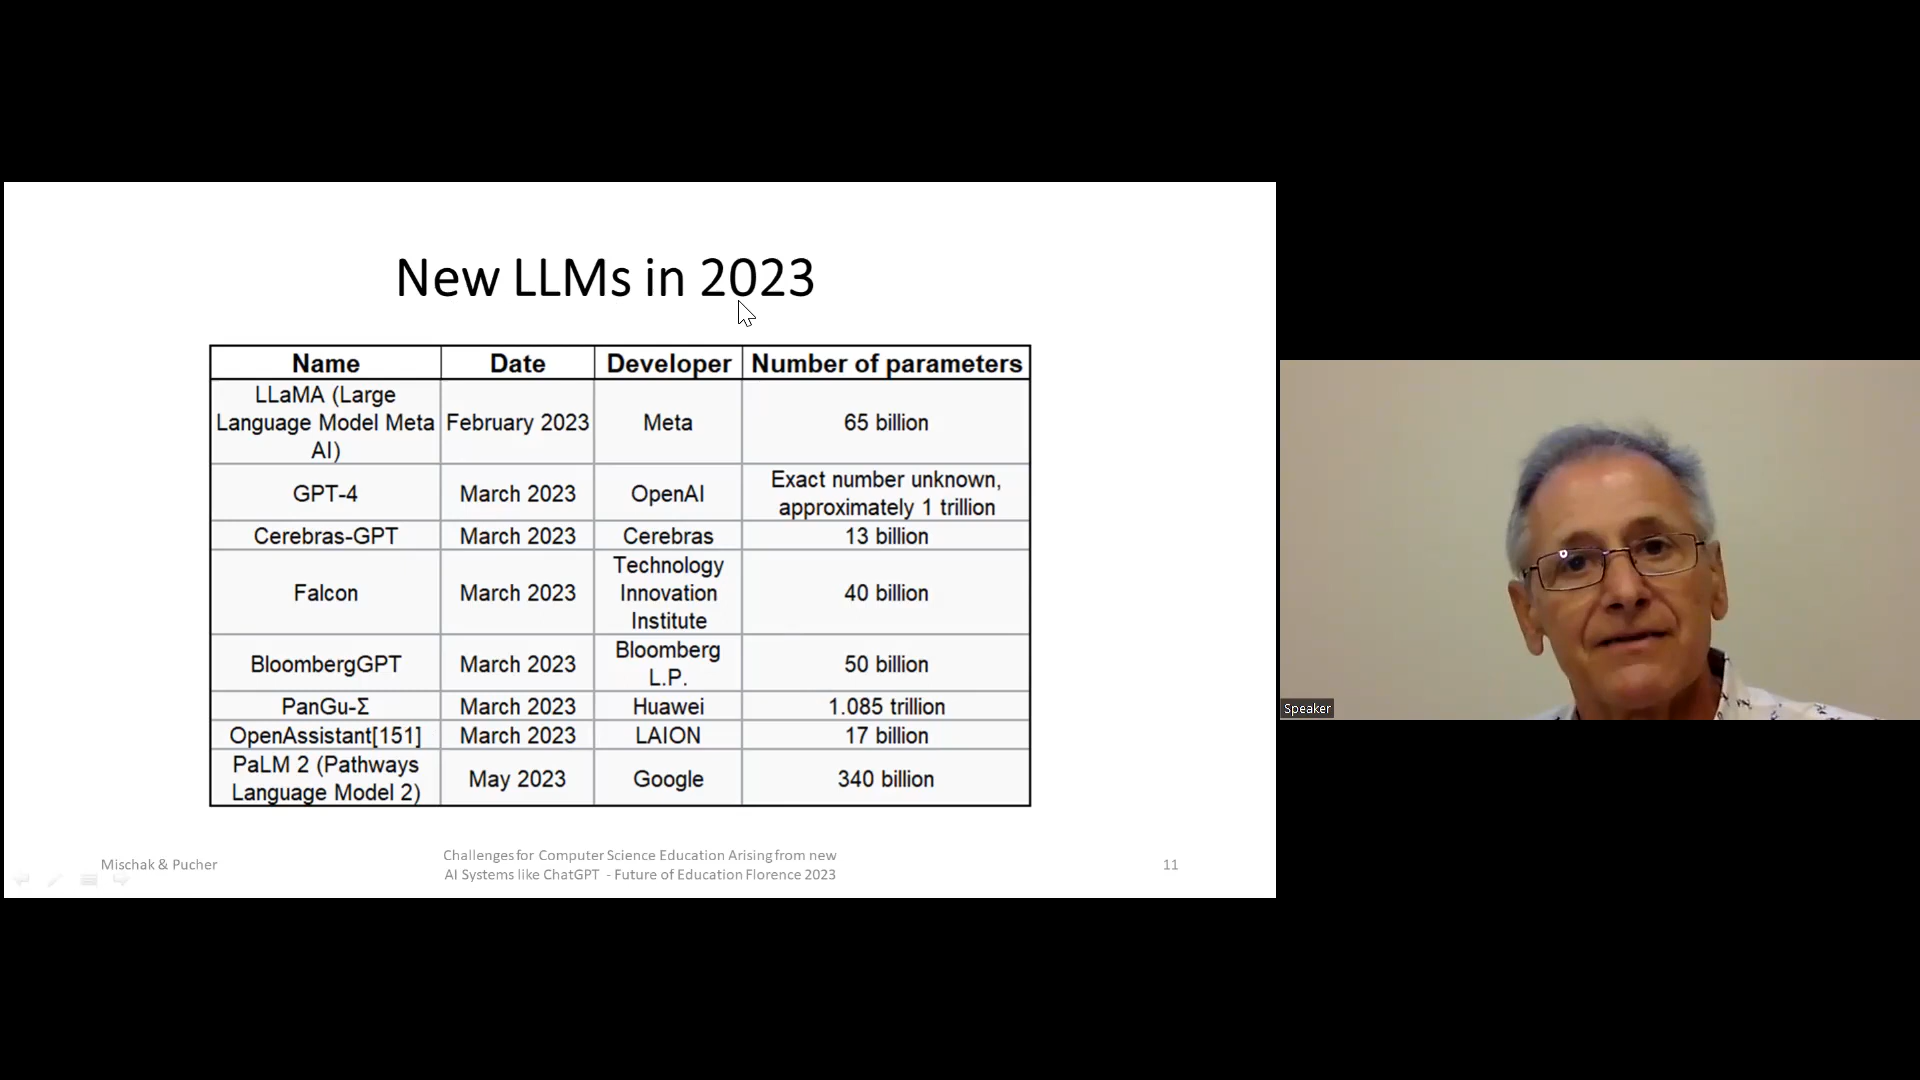 New LLMs in 2023
Name Date Developer Number of parameters
LLaMA (Large
Language Model Meta
AI)
February 2023 Meta 65 billion
GPT-4 March 2023 OpenAI
Exact number unknown,
approximately 1 trillion
Cerebras-GPT March 2023 Cerebras 13 billion
Falcon March 2023
Technology
Innovation
Institute
40 billion
BloombergGPT March 2023
Bloomberg
L.P.
50 billion
PanGu-Σ March 2023 Huawei 1.085 trillion
OpenAssistant[151] March 2023 LAION 17 billion
PaLM 2 (Pathways
Language Model 2)
May 2023 Google 340 billion
Mischak & Pucher
Challenges for Computer Science Education Arising from new
AI Systems like ChatGPT - Future of Education Florence 2023
11
Speaker